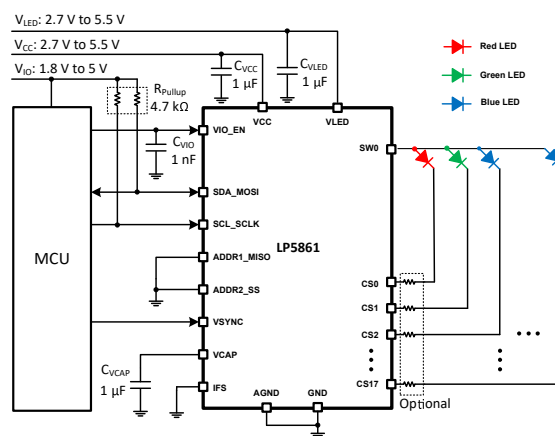 VLED: 2.7 V to 5.5 V
VCC: 2.7 V to 5.5 V
VIO: 1.8 V to 5 V
RPullup
4.7 kΩ
CVCC
1 µF
CVLED
1 µF
Red LED
Green LED
Blue LED
VCC
VLED
VIO_EN
CVIO
1 nF
SW0
SDA_MOSI
SCL_SCLK
LP5861
MCU
ADDR1_MISO
ADDR2_SS
CS0
CS1
CS2
VSYNC
VCAP
CVCAP
1 µF
IFS
CS17
AGND
GND
Optional